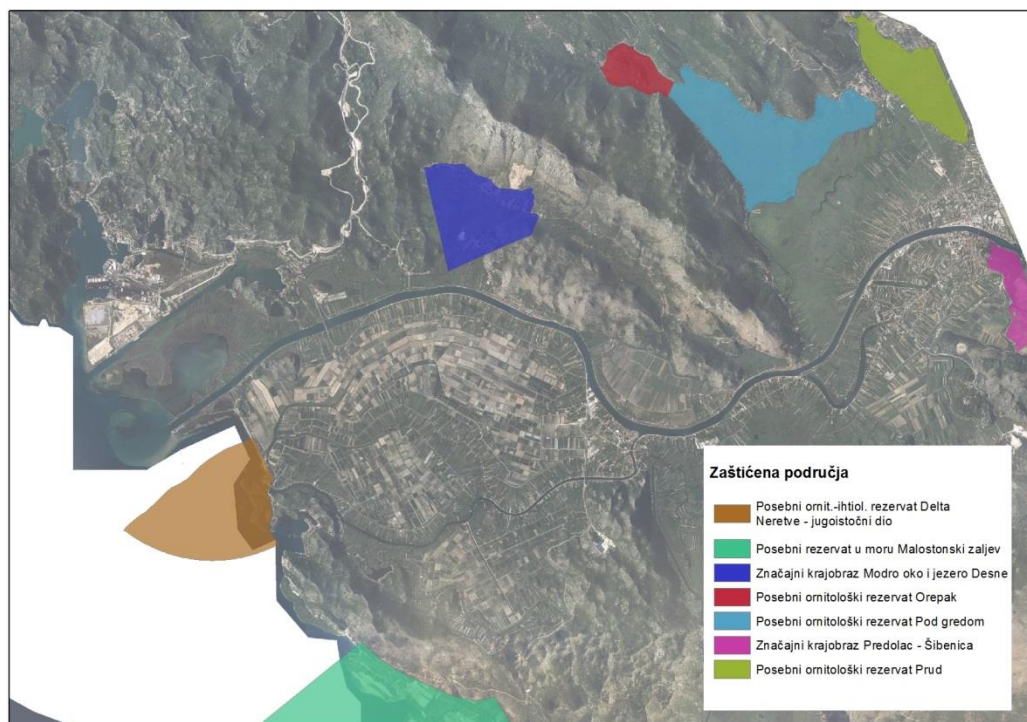 Zaštićena područja
Posebni ornit.-ihtiol. rezervat Delta
Neretve - jugoistočni dio
Posebni rezervat u moru Malostonski zaljev
Značajni krajobraz Modro oko i jezero Desne
Posebni ornitološki rezervat Orepak
Posebni ornitološki rezervat Pod gredom
Značajni krajobraz Predolac - Šibenica
Posebni ornitološki rezervat Prud